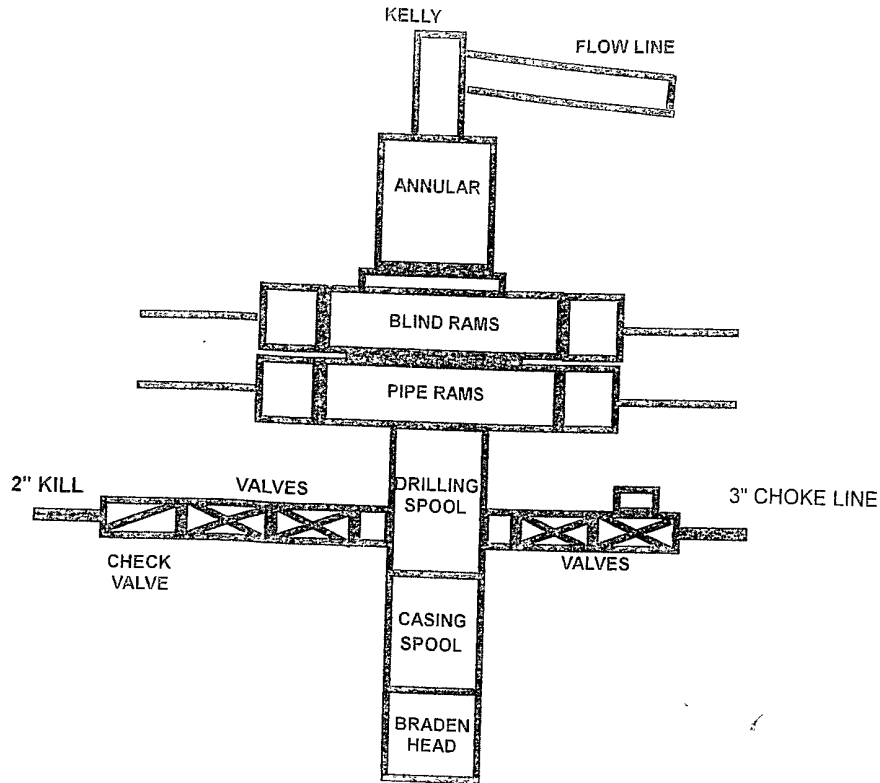 KELLY
FLOW LINE
ANNULAR
BLIND RAMS
PIPE RAMS
2" KILL
VALVES
DRILLING
SPOOL
3" CHOKE LINE
CHECK
VALVE
VALVES
CASING
SPOOL
BRADEN
HEAD